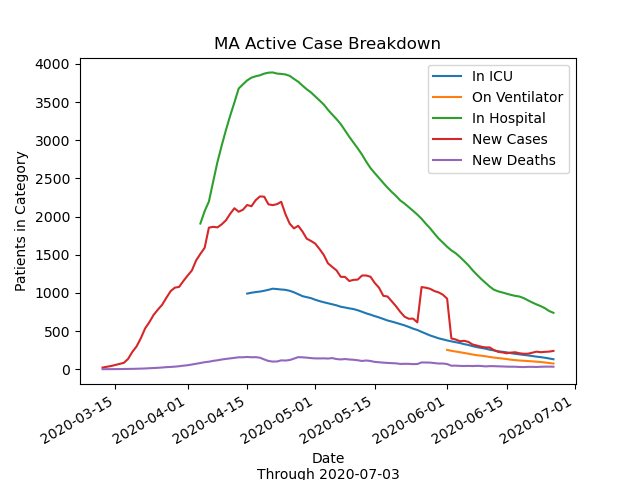 MA Active Case Breakdown
4000
3500
3000
2500
2000
1500
1000
500
0
Patients in Category
In ICU
On Ventilator
In Hospital
New Cases
New Deaths
2020-03-15
2020-04-01
2020-04-15
2020-05-01
2020-05-15
2020-06-01
2020-06-15
2020-07-01
Date
Through 2020-07-03